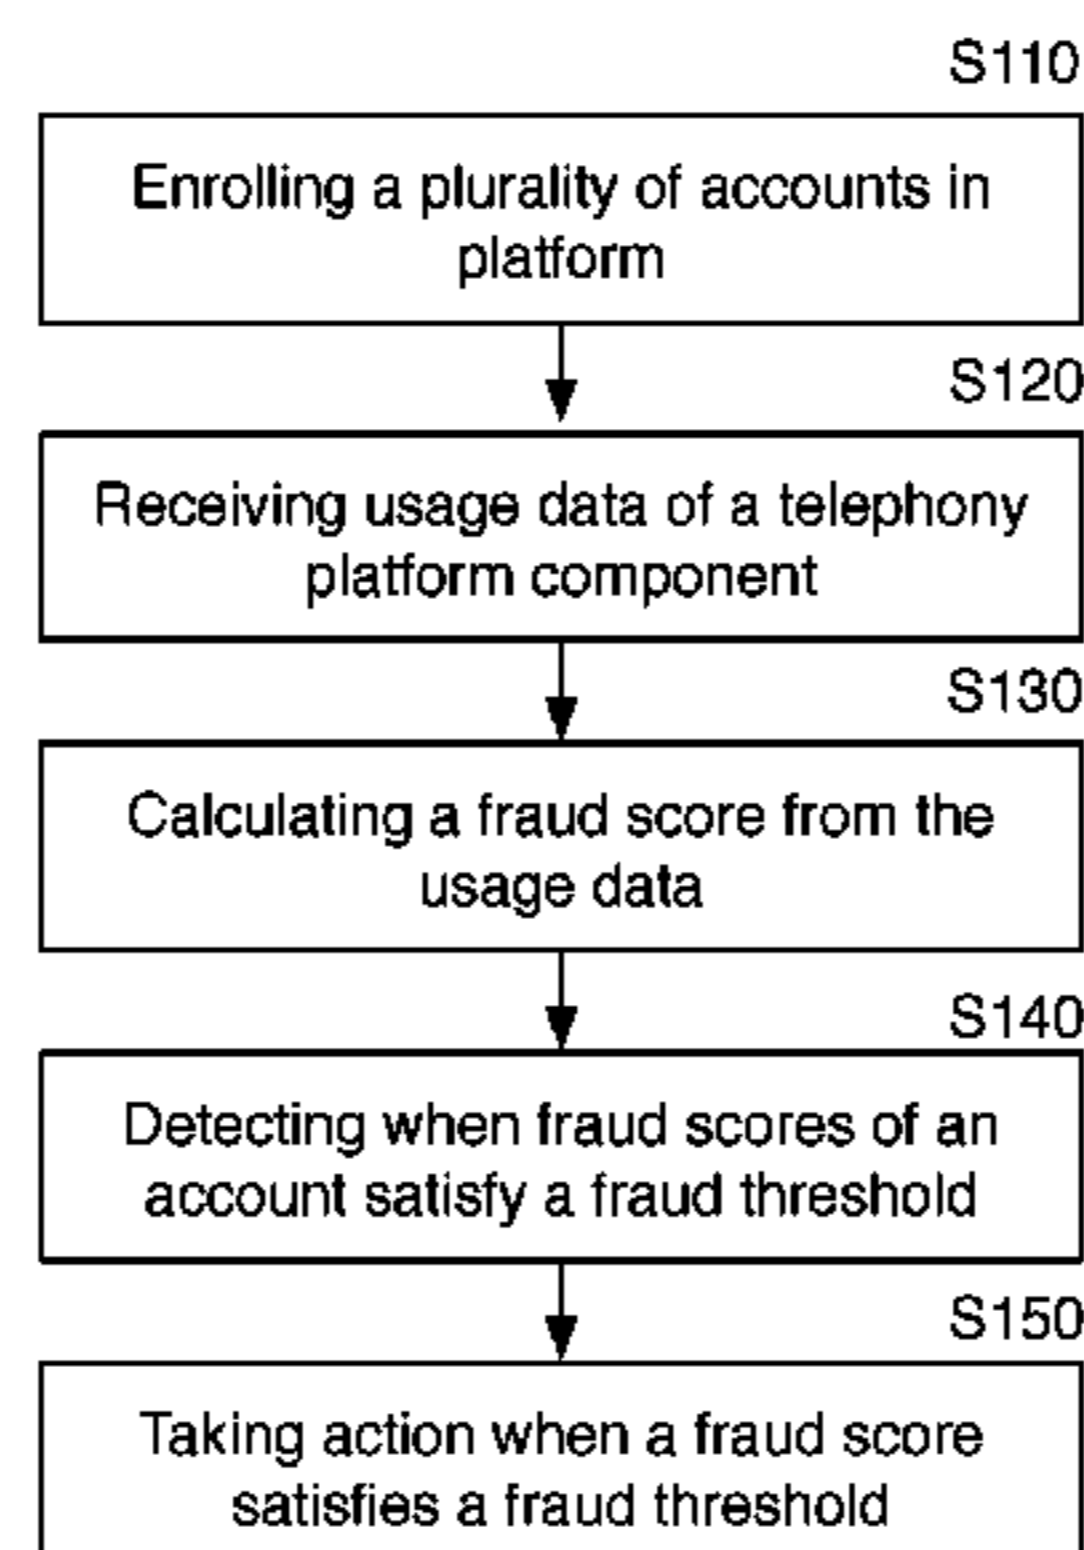 S110
Enrolling a plurality of accounts in
platform
S120
Receiving usage data of a telephony
platform component
S130
Calculating a fraud score from the
usage data
S140
Detecting when fraud scores of an
account satisfy a fraud threshold
S150
Taking action when a fraud score
satisfies a fraud threshold